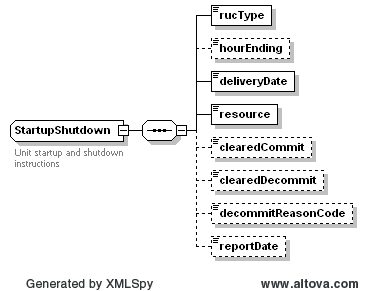 rucType
hourEnding
deliveryDate
resource
StartupShutdown
Unit startup and shutdown
instructions
clearedCommit
clearedDecommit
decommitReasonCode
reportDate
Generated by XMLSpy
www.altova.com